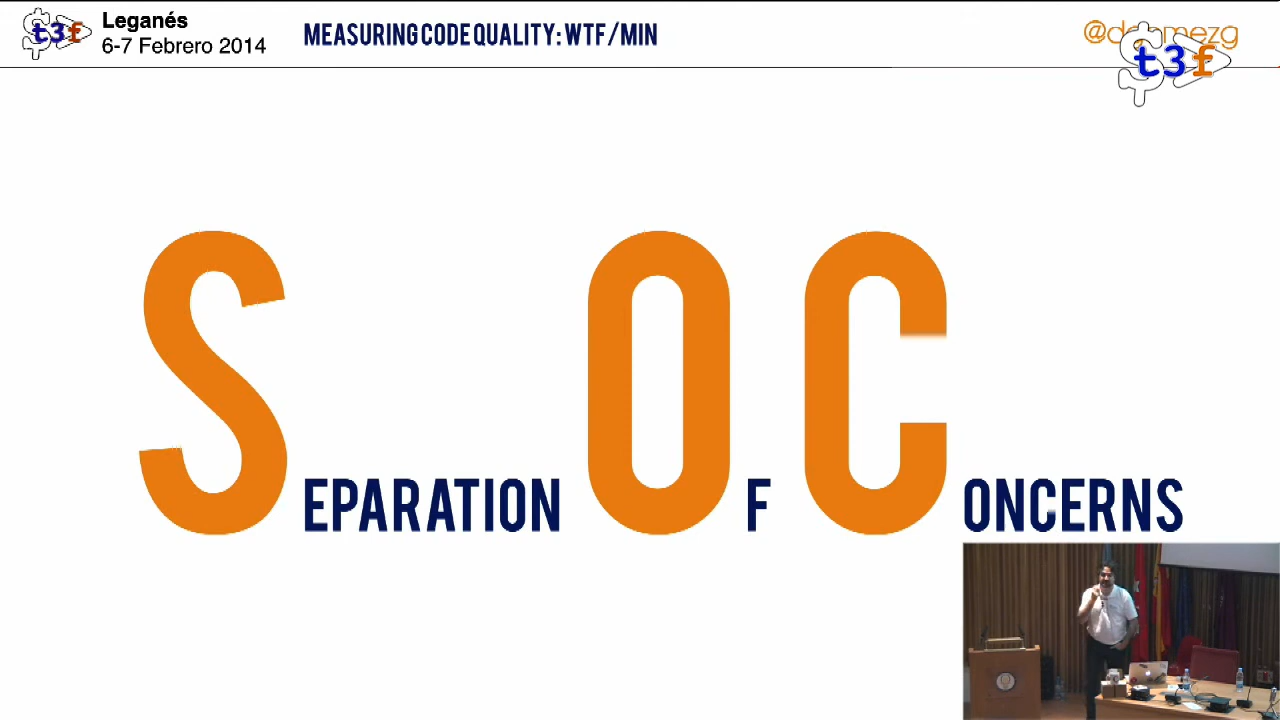 t3f
Leganés
6-7 Febrero 2014
MEASURING CODE QUALITY: WTF/MIN
t3f
SEPARATION OF CONCERNS